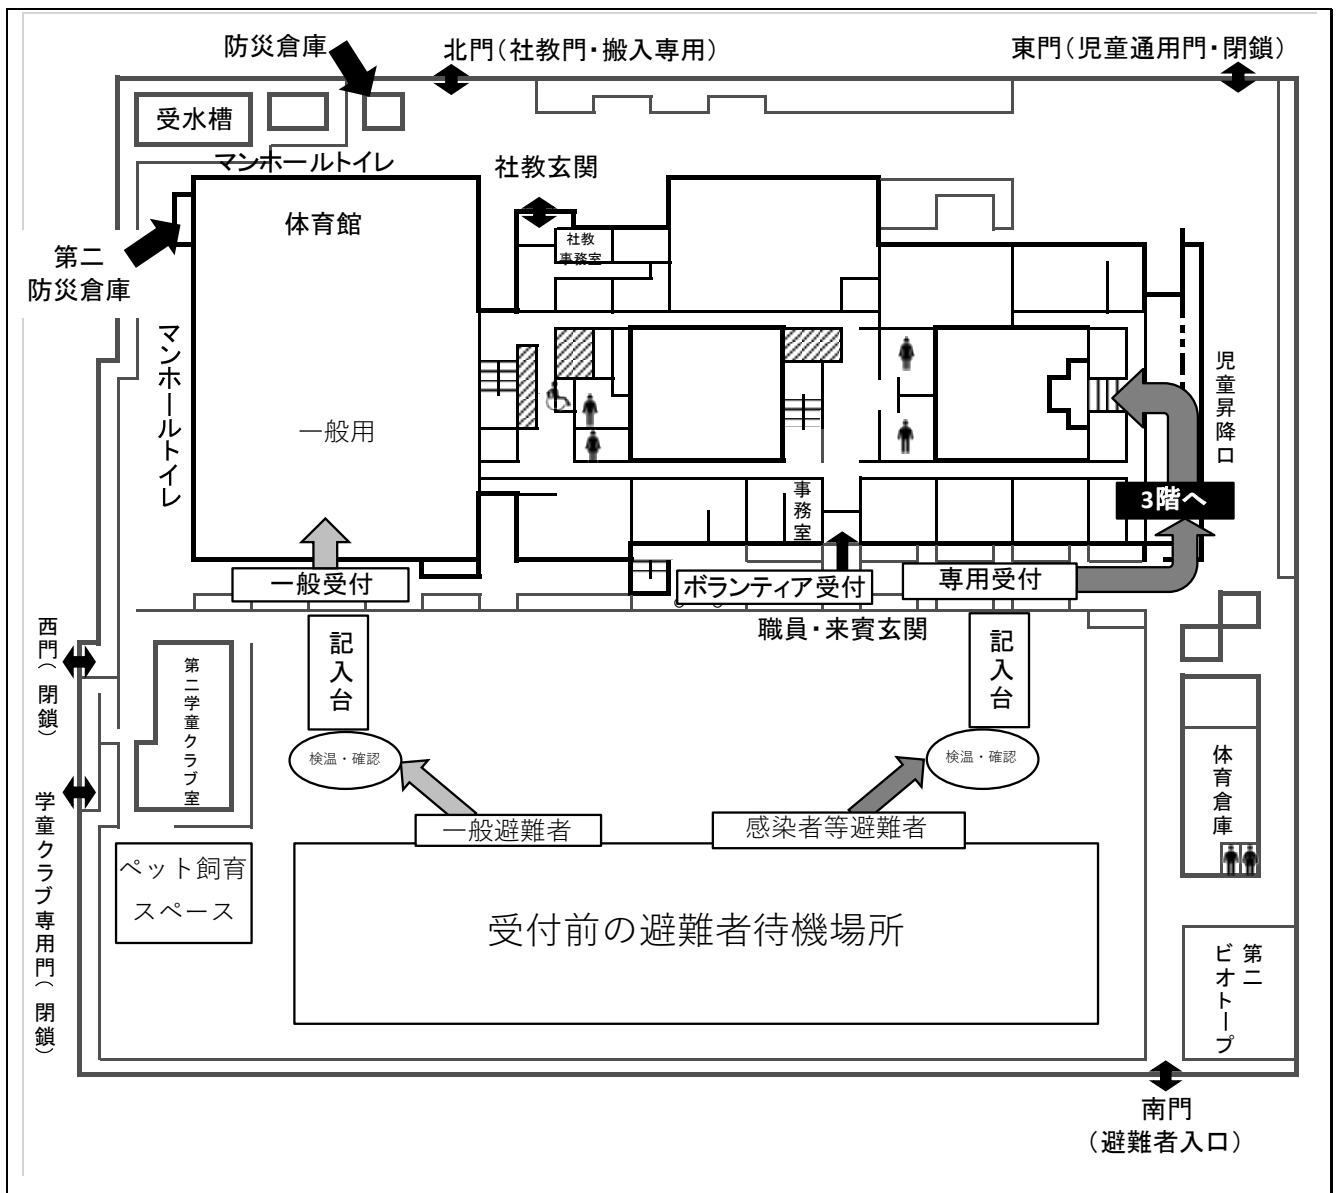 防災倉庫
北門（社教門・搬入専用）
東門（児童通用門・閉鎖）
受水槽
マンホールトイレ
社教玄関
体育館
社教
事務室
第二
防災倉庫
マンホールトイレ
一般用
児童昇降口
3階へ
事務室
一般受付
ボランティア受付
専用受付
職員・来賓玄関
西門（閉鎖）
記入台
記入台
第二学童クラブ室
検温・確認
検温・確認
体育倉庫
学童クラブ専用門（閉鎖）
一般避難者
感染者等避難者
ペット飼育
スペース
受付前の避難者待機場所
第二
ビオトープ
南門
（避難者入口）